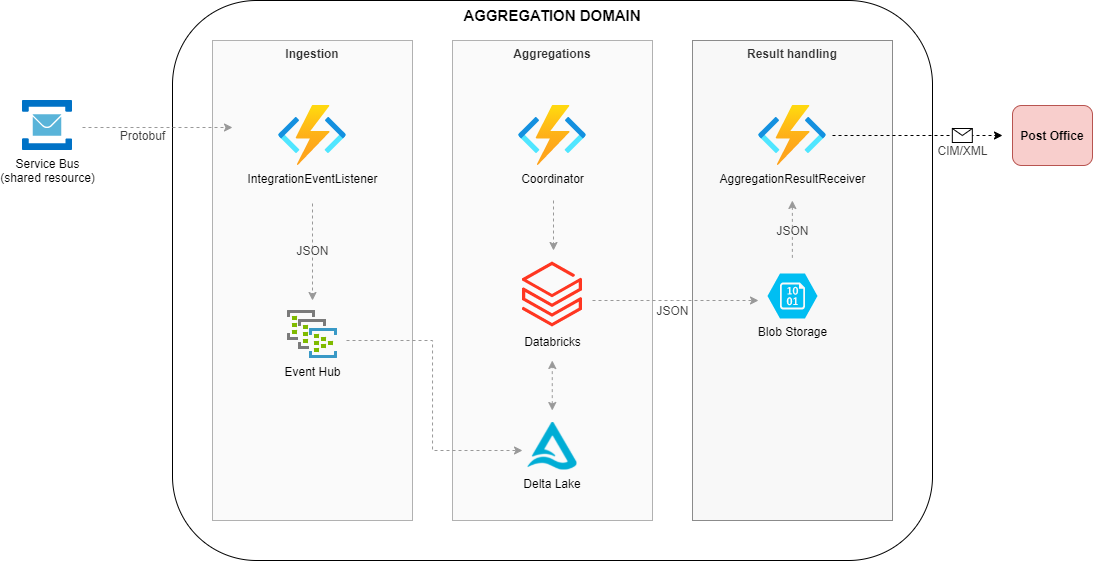 AGGREGATION DOMAIN
Ingestion
Aggregations
Result handling
Protobuf
Service Bus
(shared resource)
IntegrationEventListener
Coordinator
AggregationResultReceiver
CIM/XML
Post Office
JSON
JSON
10
01
JSON
Blob Storage
Databricks
Event Hub
Delta Lake